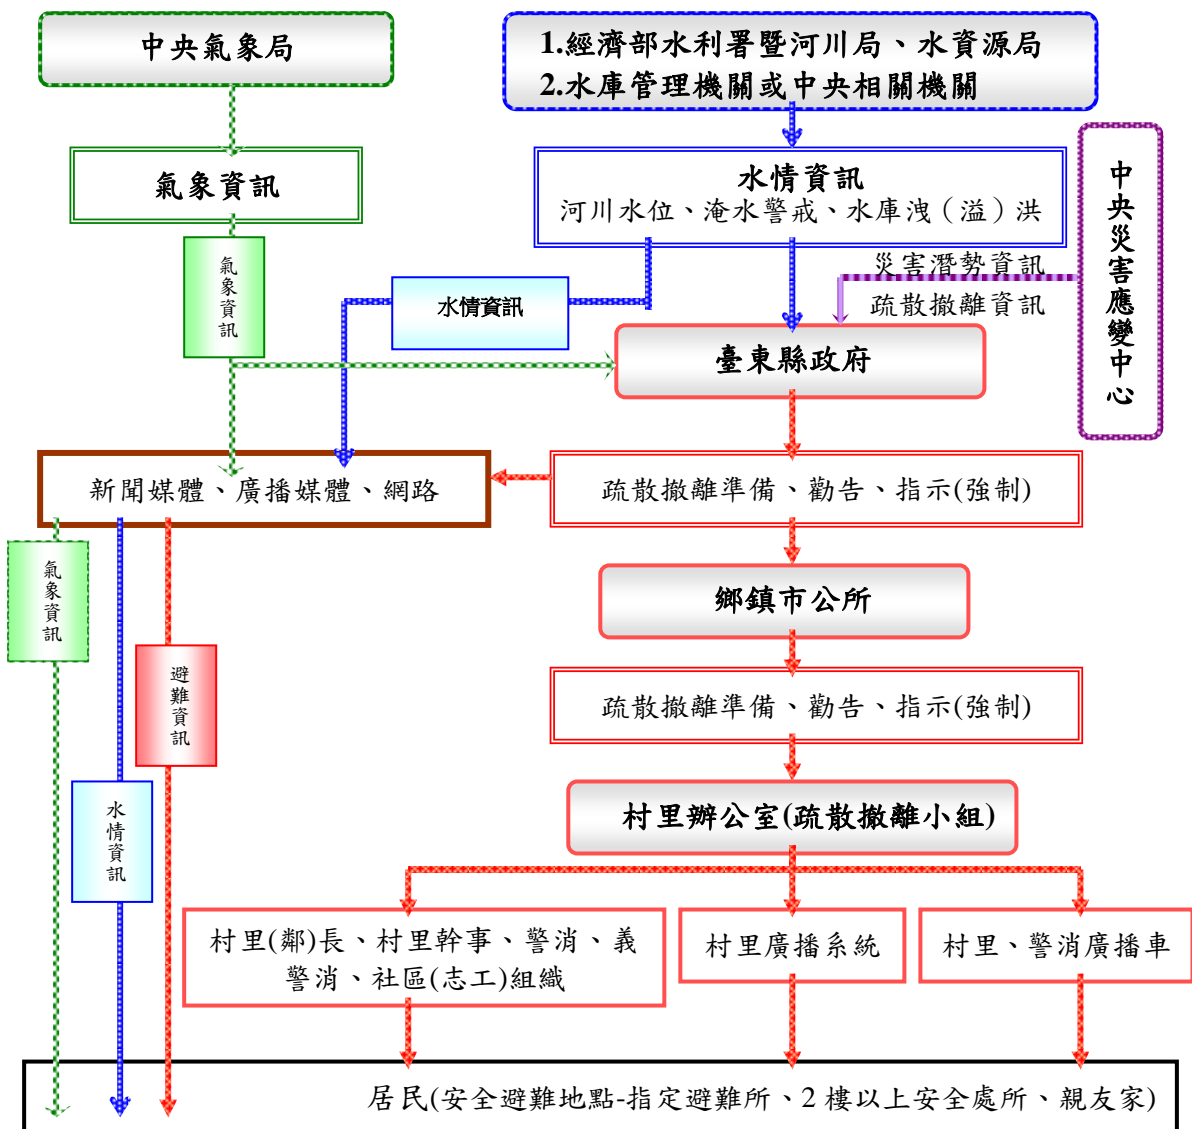 中央氣象局
1.經濟部水利署暨河川局、水資源局
2.水庫管理機關或中央相關機關
氣象資訊
水情資訊
河川水位、淹水警戒、水庫洩（溢）洪
中央災害應變中心
氣象資訊
水情資訊
災害潛勢資訊
疏散撤離資訊
臺東縣政府
新聞媒體、廣播媒體、網路
疏散撤離準備、勸告、指示(強制)
氣象資訊
鄉鎮市公所
避難資訊
疏散撤離準備、勸告、指示(強制)
水情資訊
村里辦公室(疏散撤離小組)
村里(鄰)長、村里幹事、警消、義
警消、社區(志工)組織
村里廣播系統
村里、警消廣播車
居民(安全避難地點-指定避難所、2 樓以上安全處所、親友家)